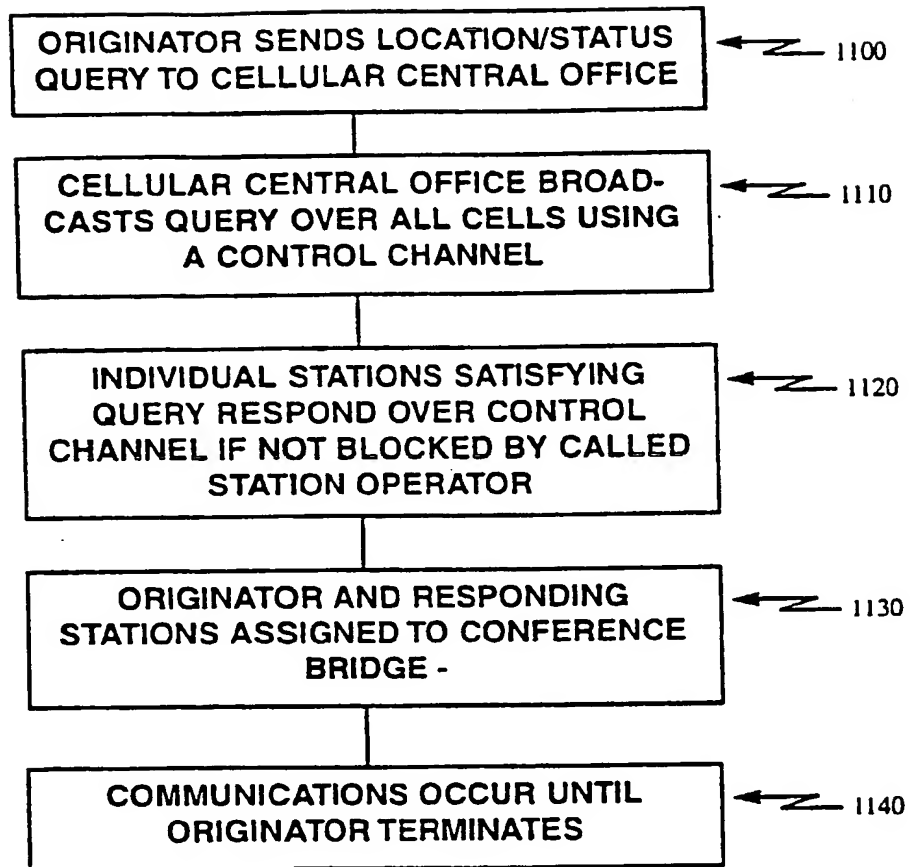 ORIGINATOR SENDS LOCATION/STATUS
QUERY TO CELLULAR CENTRAL OFFICE
1100
CELLULAR CENTRAL OFFICE BROAD-
CASTS QUERY OVER ALL CELLS USING
A CONTROL CHANNEL
1110
INDIVIDUAL STATIONS SATISFYING
QUERY RESPOND OVER CONTROL
CHANNEL IF NOT BLOCKED BY CALLED
STATION OPERATOR
1120
ORIGINATOR AND RESPONDING
STATIONS ASSIGNED TO CONFERENCE
BRIDGE -
1130
COMMUNICATIONS OCCUR UNTIL
ORIGINATOR TERMINATES
1140